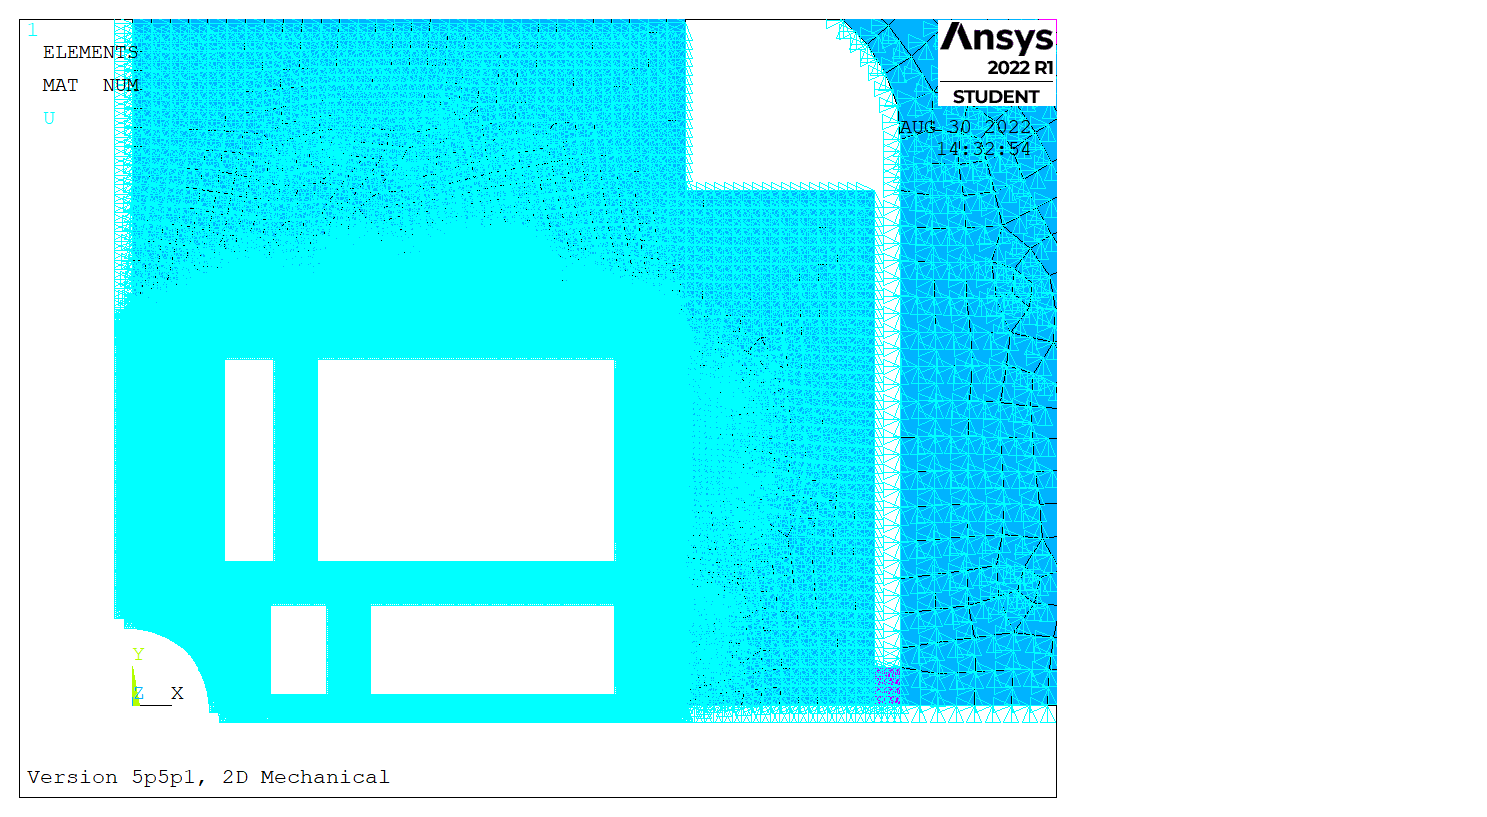 1
ELEMENTS
MAT NUM
U
Ansys
2022 R1
STUDENT
AUG 30 2022
14:32:54
Y
Z X
Version 5p5p1, 2D Mechanical